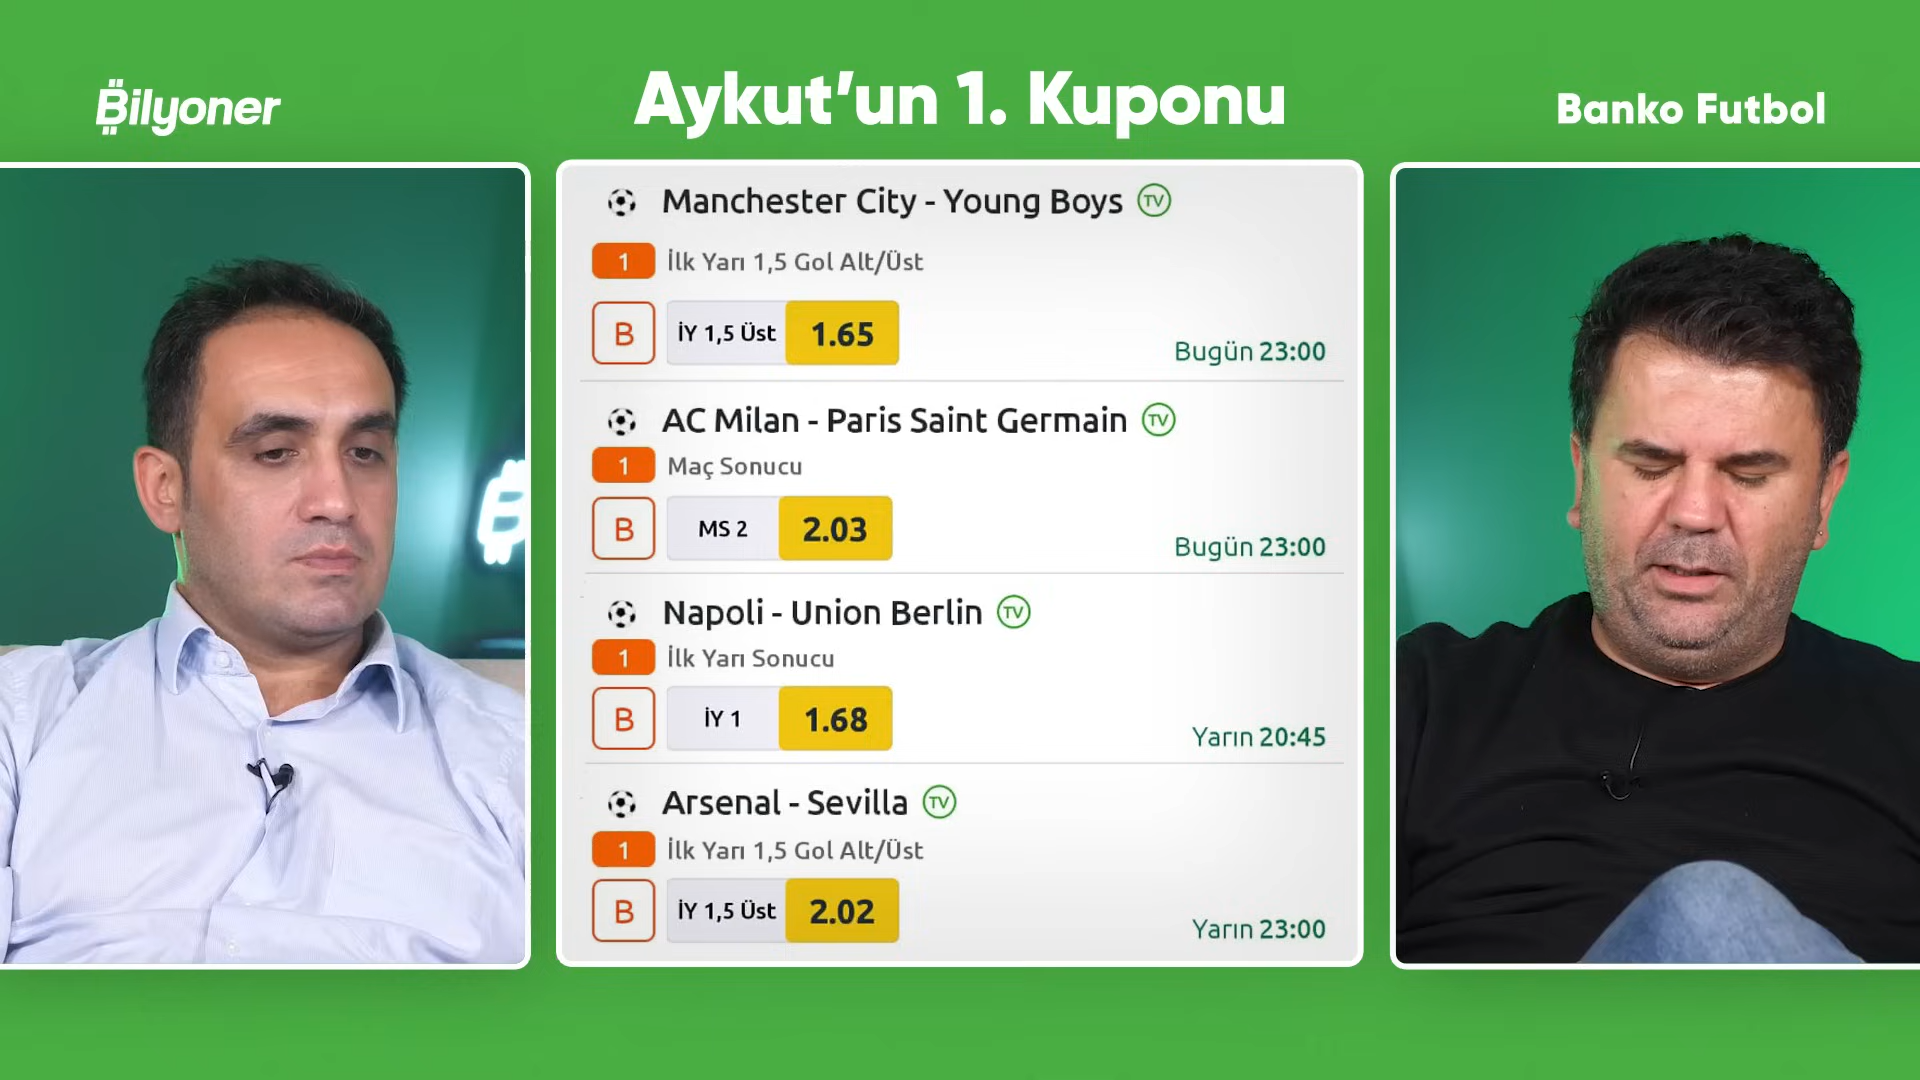 Bilyoner
Aykut’un 1. Kuponu
Banko Futbol
Manchester City - Young Boys TV
1 İlk Yarı 1,5 Gol Alt/Üst
B İY 1,5 Üst 1.65
Bugün 23:00
AC Milan - Paris Saint Germain TV
1 Maç Sonucu
B MS 2 2.03
Bugün 23:00
Napoli - Union Berlin TV
1 İlk Yarı Sonucu
B İY 1 1.68
Yarın 20:45
Arsenal - Sevilla TV
1 İlk Yarı 1,5 Gol Alt/Üst
B İY 1,5 Üst 2.02
Yarın 23:00